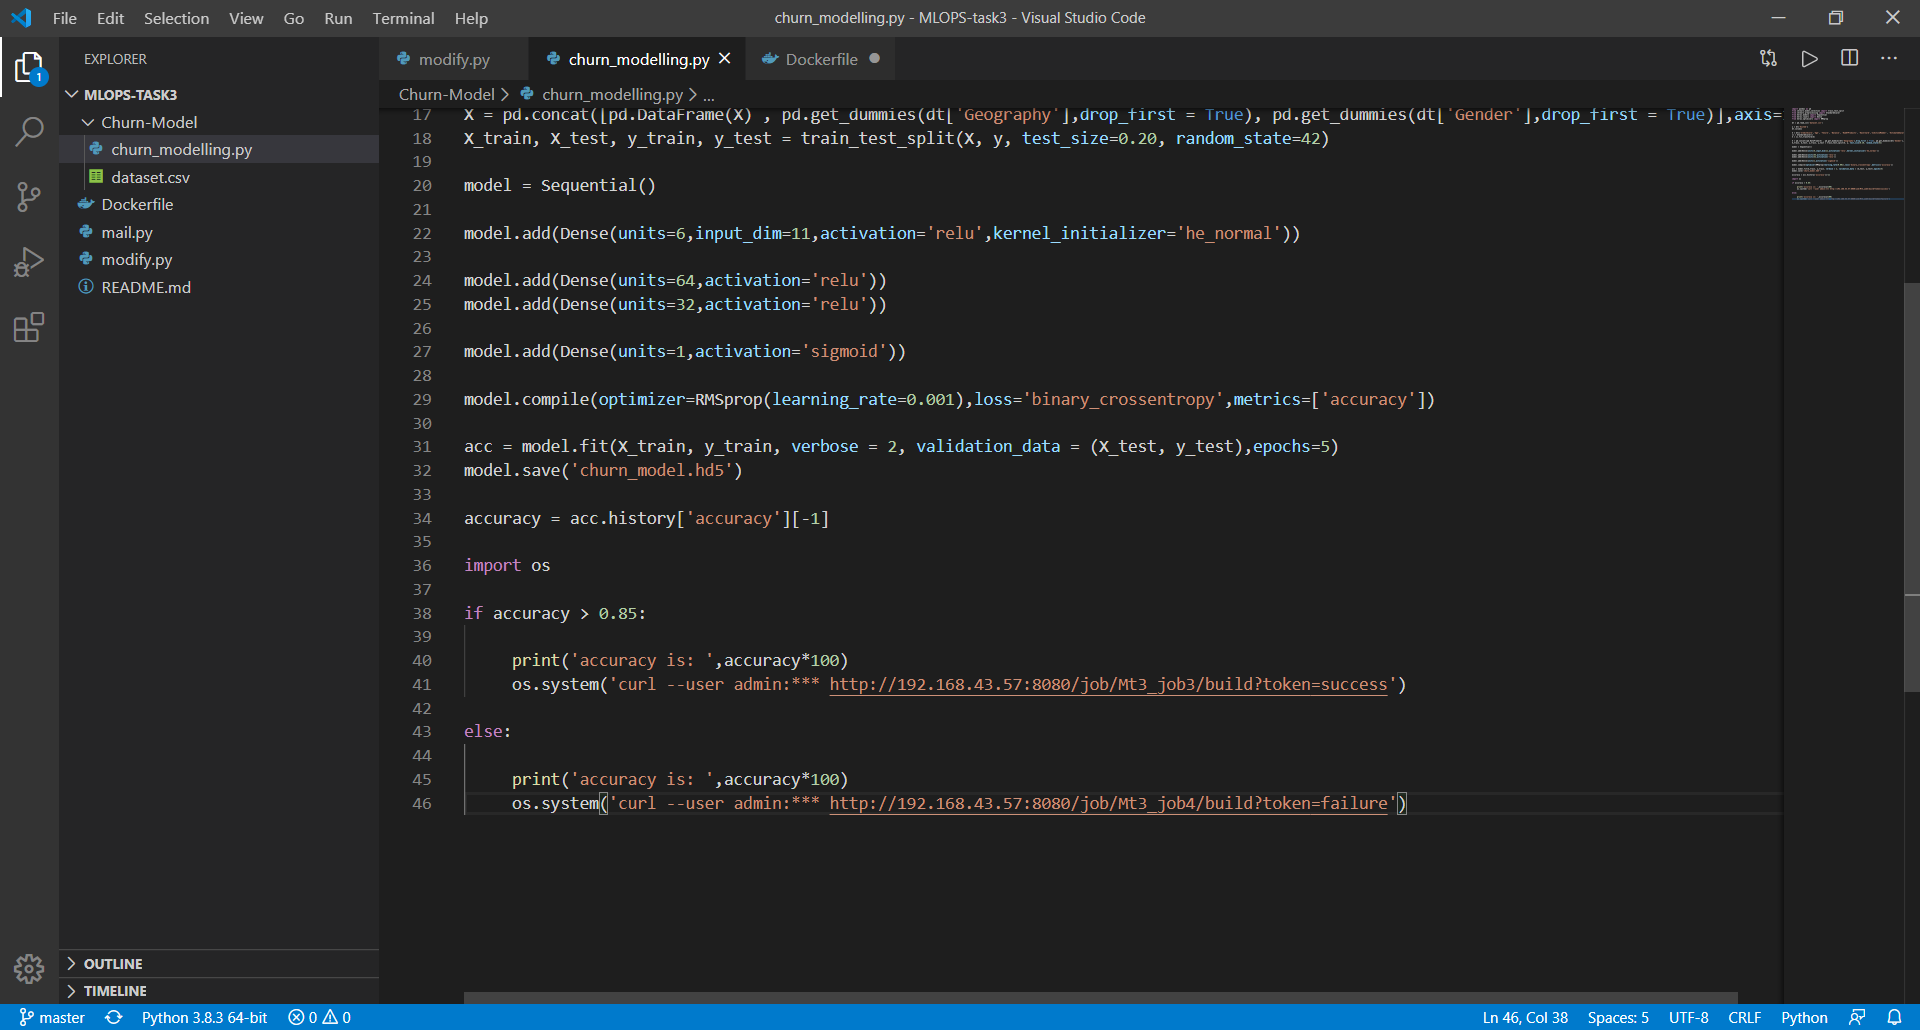 File Edit Selection View Go Run Terminal Help
churn_modelling.py - MLOPS-task3 - Visual Studio Code
EXPLORER
MLOPS-TASK3
Churn-Model
churn_modelling.py
dataset.csv
Dockerfile
mail.py
modify.py
README.md
OUTLINE
TIMELINE
1
modify.py
churn_modelling.py
Dockerfile
Churn-Model > churn_modelling.py > ...
17 X = pd.concat([pd.DataFrame(X) , pd.get_dummies(dt['Geography'],drop_first = True), pd.get_dummies(dt['Gender'],drop_first = True)],axis=
18 X_train, X_test, y_train, y_test = train_test_split(X, y, test_size=0.20, random_state=42)
19
20 model = Sequential()
21
22 model.add(Dense(units=6,input_dim=11,activation='relu',kernel_initializer='he_normal'))
23
24 model.add(Dense(units=64,activation='relu'))
25 model.add(Dense(units=32,activation='relu'))
26
27 model.add(Dense(units=1,activation='sigmoid'))
28
29 model.compile(optimizer=RMSprop(learning_rate=0.001),loss='binary_crossentropy',metrics=['accuracy'])
30
31 acc = model.fit(X_train, y_train, verbose = 2, validation_data = (X_test, y_test),epochs=5)
32 model.save('churn_model.hd5')
33
34 accuracy = acc.history['accuracy'][-1]
35
36 import os
37
38 if accuracy > 0.85:
39
40 print('accuracy is: ',accuracy*100)
41 os.system('curl --user admin:*** http://192.168.43.57:8080/job/Mt3_job3/build?token=success')
42
43 else:
44
45 print('accuracy is: ',accuracy*100)
46 os.system('curl --user admin:*** http://192.168.43.57:8080/job/Mt3_job4/build?token=failure')
master Python 3.8.3 64-bit 0 0 Ln 46, Col 38 Spaces: 5 UTF-8 CRLF Python